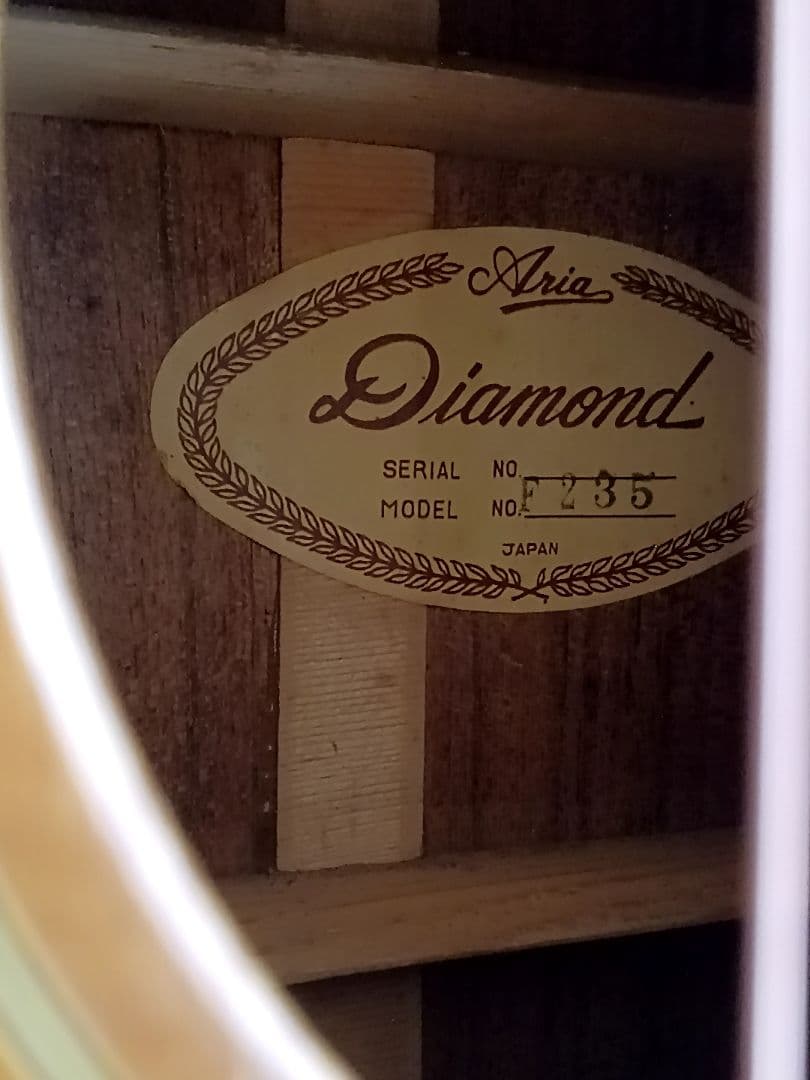 Aria
Diamond
SERIAL NO.
MODEL NO. F 235
JAPAN